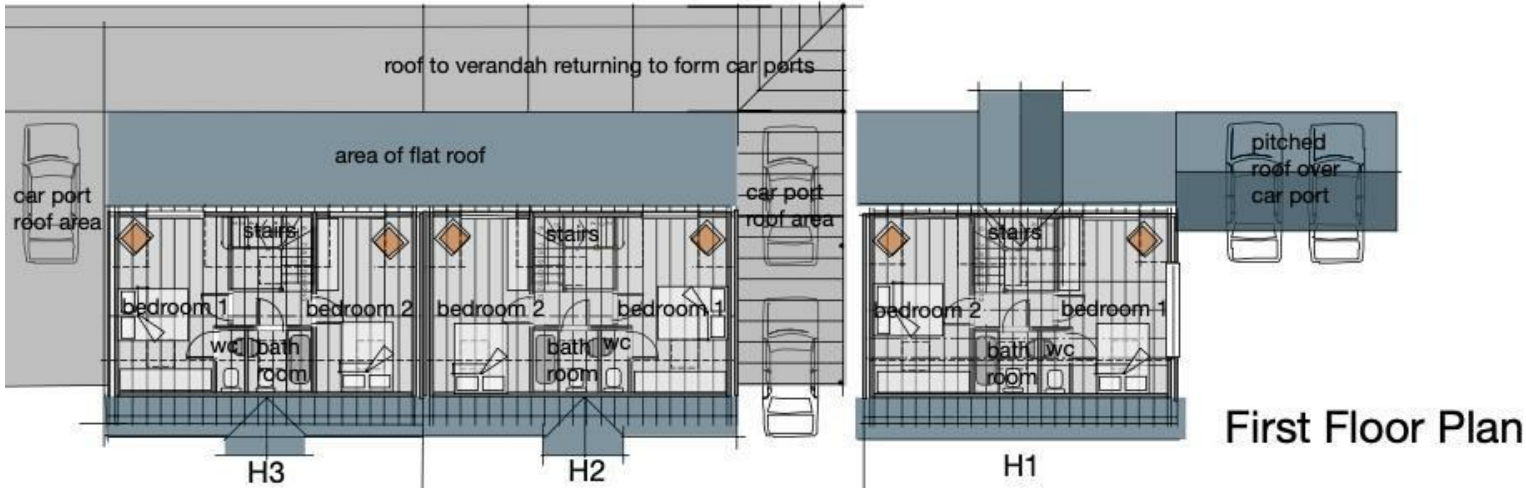 roof to verandah returning to form car ports
area of flat roof
pitched
roof over
car port
car port
roof area
car port
roof area
stairs
stairs
stairs
bedroom 1
bedroom 2
bedroom 2
bedroom 1
bedroom 2
bedroom 1
wc
bath
room
bath
room
wc
bath
room
wc
First Floor Plan
H3
H2
H1